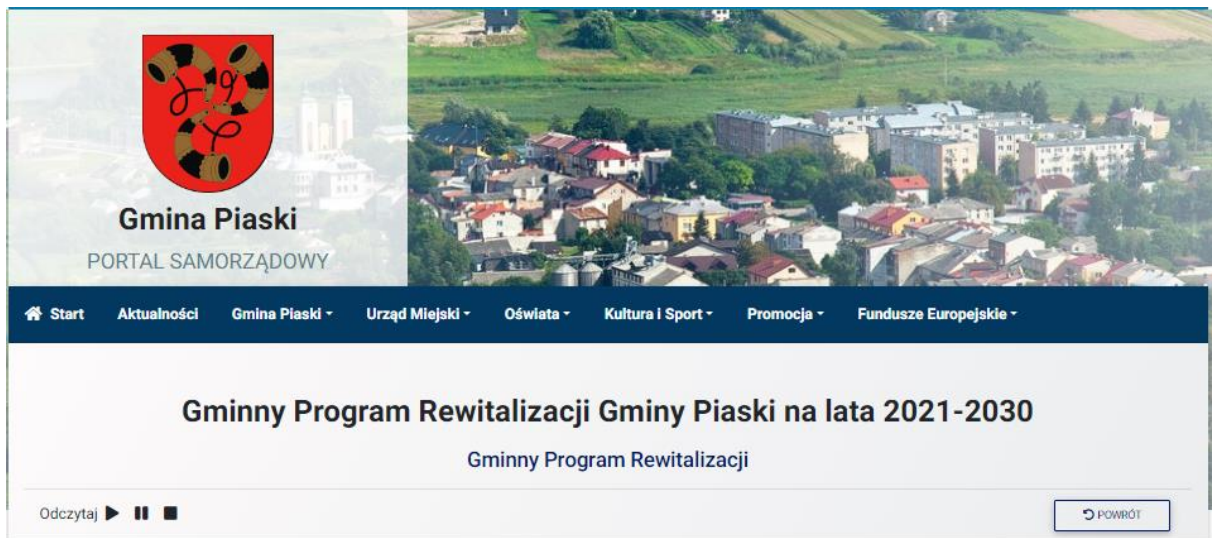 Gmina Piaski
PORTAL SAMORZĄDOWY
Start Aktualności Gmina Piaski Urząd Miejski Oświata Kultura i Sport Promocja Fundusze Europejskie
Gminny Program Rewitalizacji Gminy Piaski na lata 2021-2030
Gminny Program Rewitalizacji
Odczytaj POWRÓT